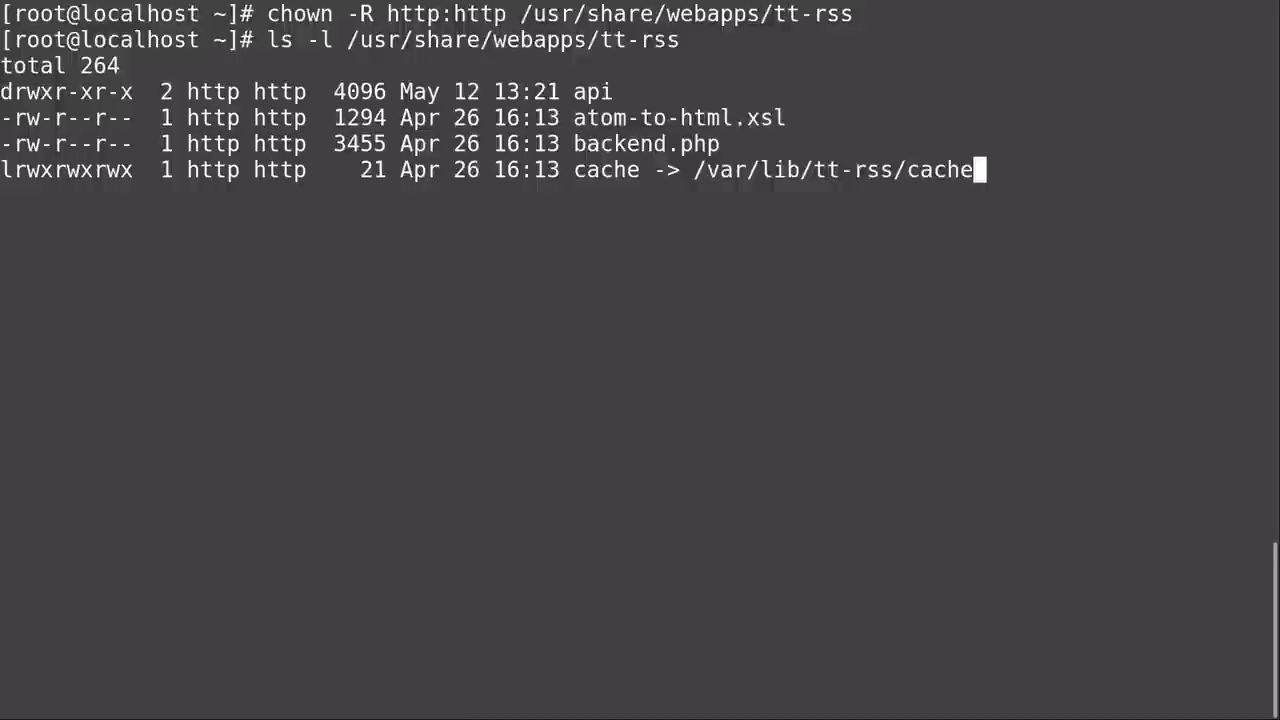 [root@localhost ~]# chown -R http:http /usr/share/webapps/tt-rss
[root@localhost ~]# ls -l /usr/share/webapps/tt-rss
total 264
drwxr-xr-x  2 http http  4096 May 12 13:21 api
-rw-r--r--  1 http http  1294 Apr 26 16:13 atom-to-html.xsl
-rw-r--r--  1 http http  3455 Apr 26 16:13 backend.php
lrwxrwxrwx  1 http http    21 Apr 26 16:13 cache -> /var/lib/tt-rss/cache